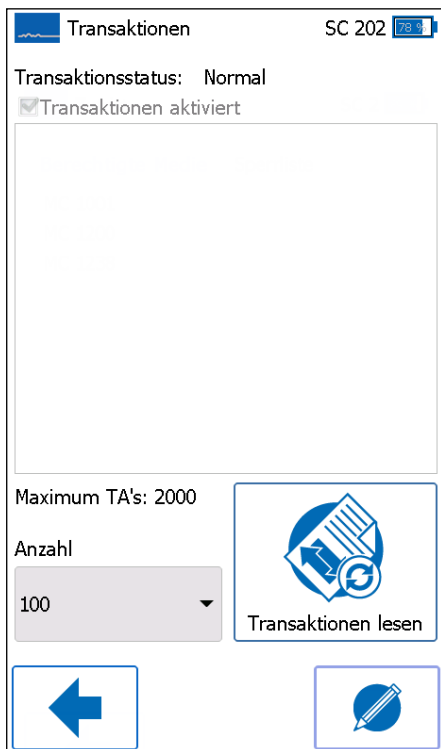 Transaktionen SC 202 78 %
Transaktionsstatus: Normal
Transaktionen aktiviert
Maximum TA's: 2000
Anzahl
100
Transaktionen lesen